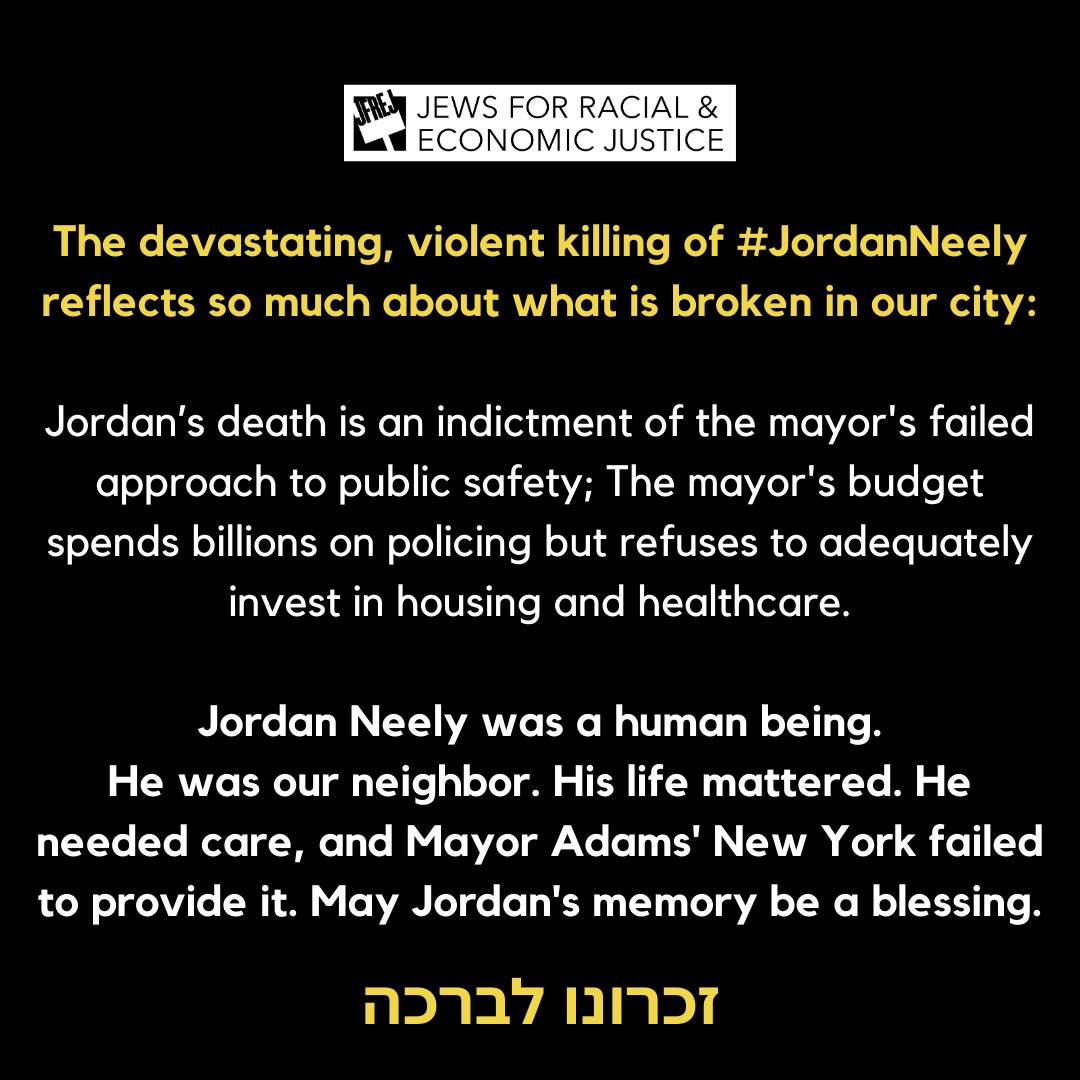 JFREJ
JEWS FOR RACIAL &
ECONOMIC JUSTICE
The devastating, violent killing of #JordanNeely
reflects so much about what is broken in our city:
Jordan’s death is an indictment of the mayor's failed
approach to public safety; The mayor's budget
spends billions on policing but refuses to adequately
invest in housing and healthcare.
Jordan Neely was a human being.
He was our neighbor. His life mattered. He
needed care, and Mayor Adams' New York failed
to provide it. May Jordan's memory be a blessing.
זכרונו לברכה